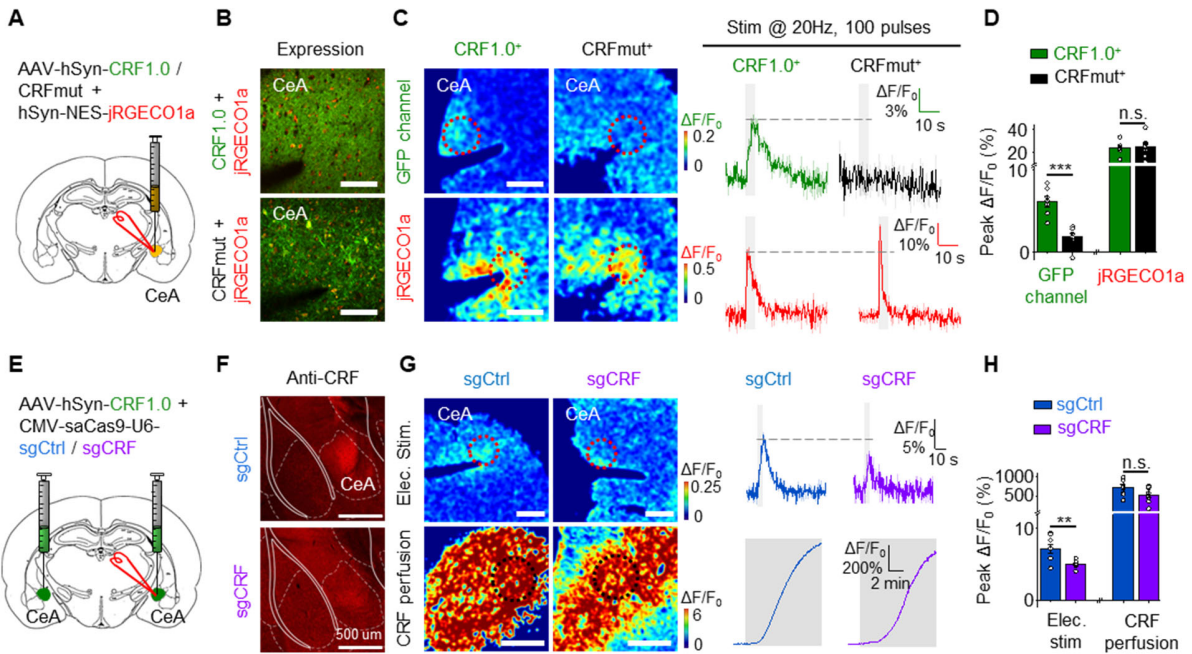 A
AAV-hSyn-CRF1.0 /
CRFmut +
hSyn-NES-jRGECO1a
CeA
B
Expression
CRF1.0 +
jRGECO1a
CeA
CRFmut +
jRGECO1a
CeA
C
CRF1.0⁺
CRFmut⁺
GFP channel
CeA
CeA
ΔF/F₀
0.2
0
jRGECO1a
ΔF/F₀
0.5
0
Stim @ 20Hz, 100 pulses
CRF1.0⁺
CRFmut⁺
ΔF/F₀
3%
10 s
ΔF/F₀
10%
10 s
D
CRF1.0⁺
CRFmut⁺
Peak ΔF/F₀ (%)
40
20
10
0
***
n.s.
GFP
channel
jRGECO1a
E
AAV-hSyn-CRF1.0 +
CMV-saCas9-U6-
sgCtrl / sgCRF
CeA
CeA
F
Anti-CRF
sgCtrl
CeA
sgCRF
500 um
G
sgCtrl
sgCRF
Elec. Stim.
CeA
CeA
ΔF/F₀
0.25
0
CRF perfusion
ΔF/F₀
6
0
sgCtrl
sgCRF
ΔF/F₀
5%
10 s
ΔF/F₀
200%
2 min
H
sgCtrl
sgCRF
Peak ΔF/F₀ (%)
1000
500
10
0
**
n.s.
Elec.
stim
CRF
perfusion